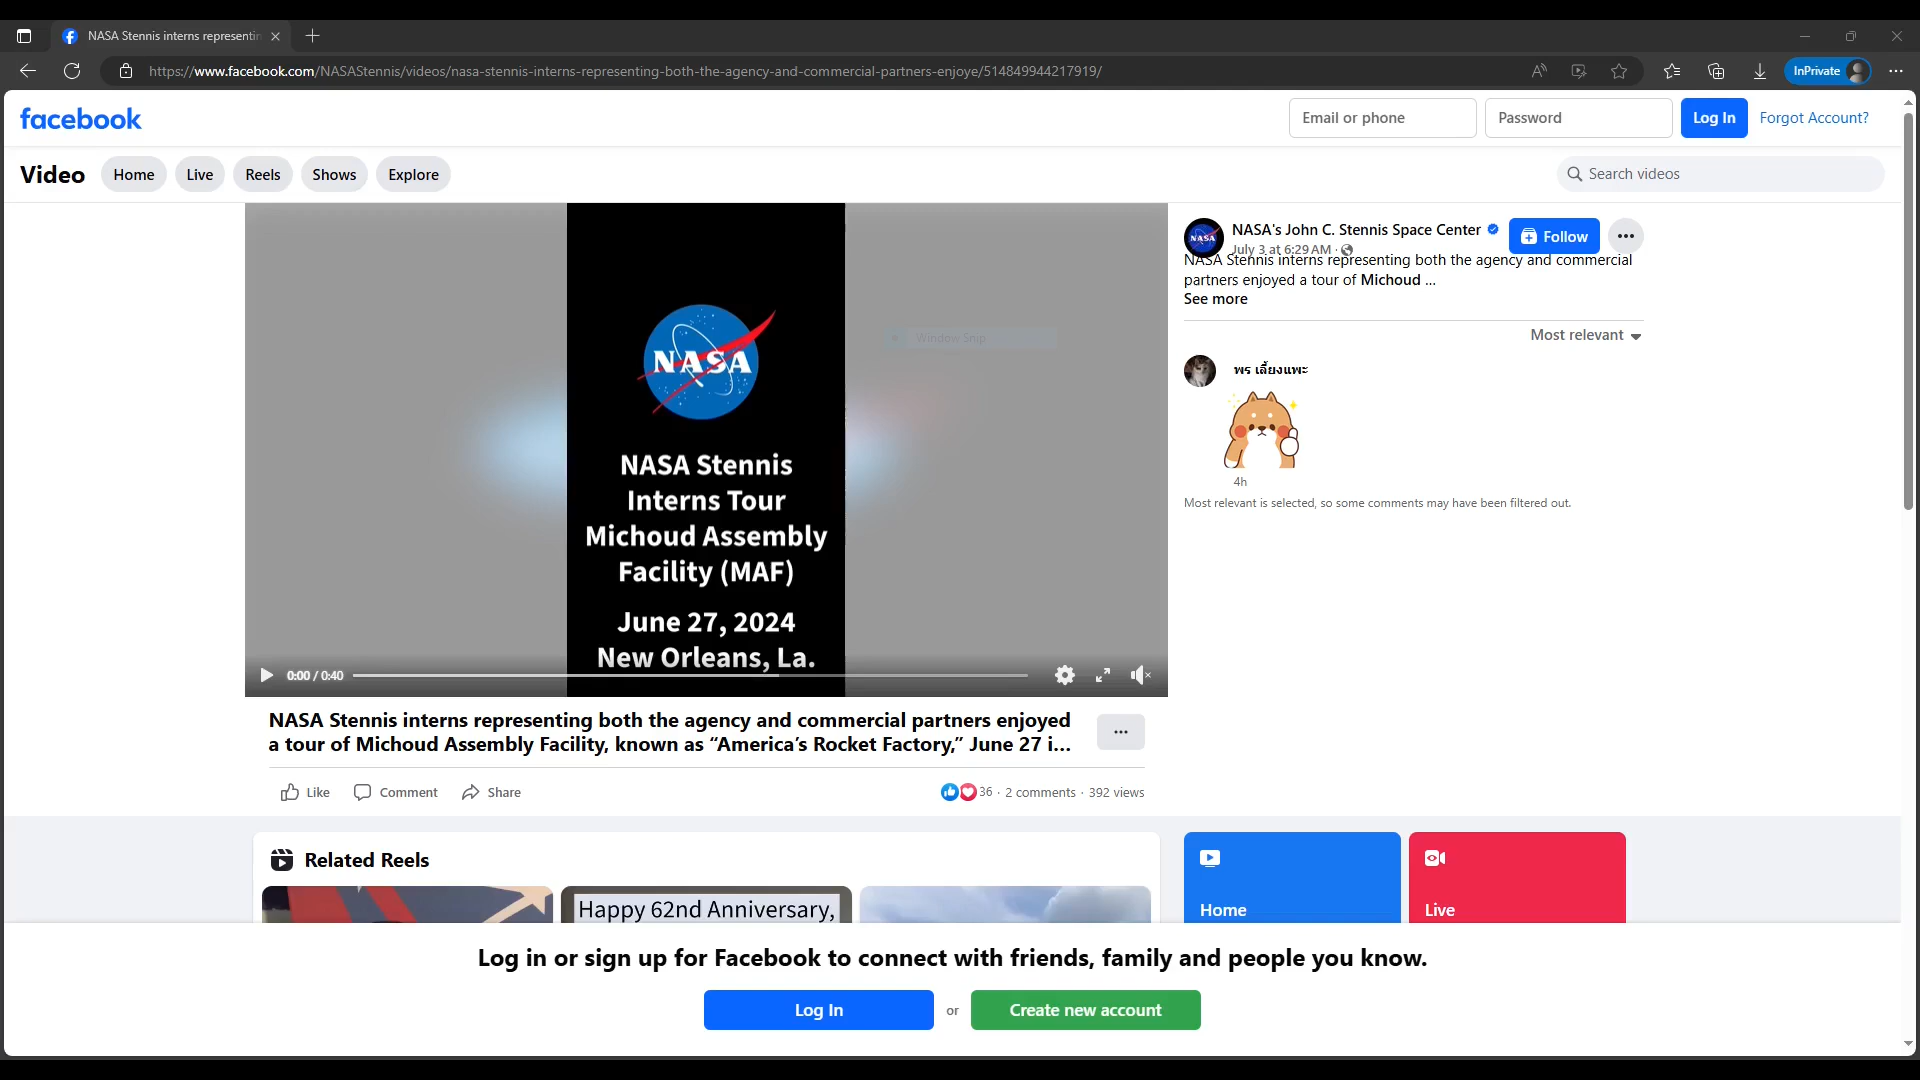 NASA Stennis interns representin
https://www.facebook.com/NASAStennis/videos/nasa-stennis-interns-representing-both-the-agency-and-commercial-partners-enjoye/514849944217919/
InPrivate
facebook
Email or phone
Password
Log In
Forgot Account?
Video
Home
Live
Reels
Shows
Explore
Search videos
NASA
NASA Stennis
Interns Tour
Michoud Assembly
Facility (MAF)
June 27, 2024
New Orleans, La.
Window Snip
0:00 / 0:40
NASA
NASA's John C. Stennis Space Center
Follow
July 3 at 6:29 AM ·
NASA Stennis interns representing both the agency and commercial
partners enjoyed a tour of Michoud ...
See more
Most relevant
พร เลี้ยงแพะ
4h
Most relevant is selected, so some comments may have been filtered out.
NASA Stennis interns representing both the agency and commercial partners enjoyed
a tour of Michoud Assembly Facility, known as “America’s Rocket Factory,” June 27 i...
Like
Comment
Share
36 · 2 comments · 392 views
Related Reels
Happy 62nd Anniversary,
Home
Live
Log in or sign up for Facebook to connect with friends, family and people you know.
Log In
or
Create new account